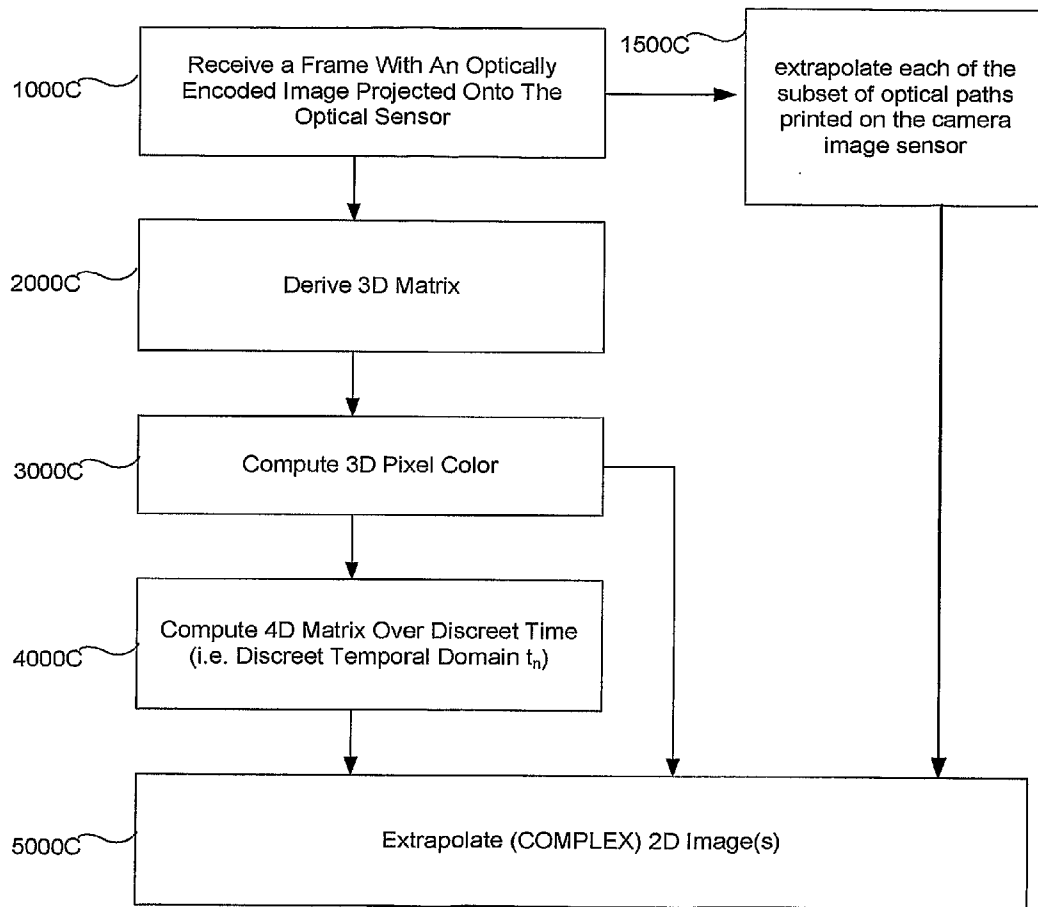 1000C
Receive a Frame With An Optically
Encoded Image Projected Onto The
Optical Sensor
1500C
extrapolate each of the
subset of optical paths
printed on the camera
image sensor
2000C
Derive 3D Matrix
3000C
Compute 3D Pixel Color
4000C
Compute 4D Matrix Over Discreet Time
(i.e. Discreet Temporal Domain tn)
5000C
Extrapolate (COMPLEX) 2D Image(s)